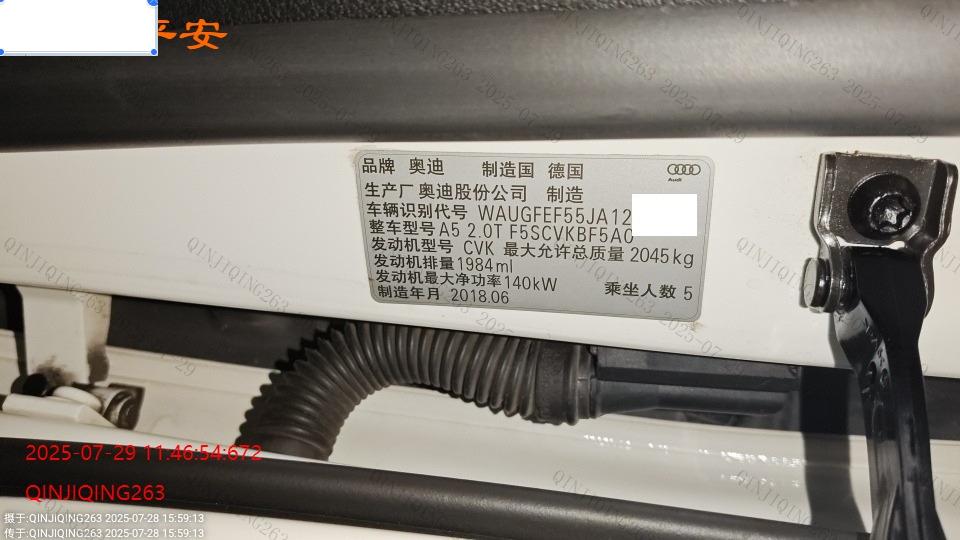 平安
品牌 奥迪 制造国 德国
Audi
生产厂 奥迪股份公司 制造
车辆识别代号 WAUGFEF55JA12
整车型号 A5 2.0T F5SCVKBF5A0
发动机型号 CVK 最大允许总质量 2045kg
发动机排量 1984ml
发动机最大净功率 140kW 乘坐人数 5
制造年月 2018.06
2025-07-29 11:46:54:672
QINJIQING263
摄于:QINJIQING263 2025-07-28 15:59:13
传于:QINJIQING263 2025-07-28 15:59:13
QINJIQING263 2025-07-29